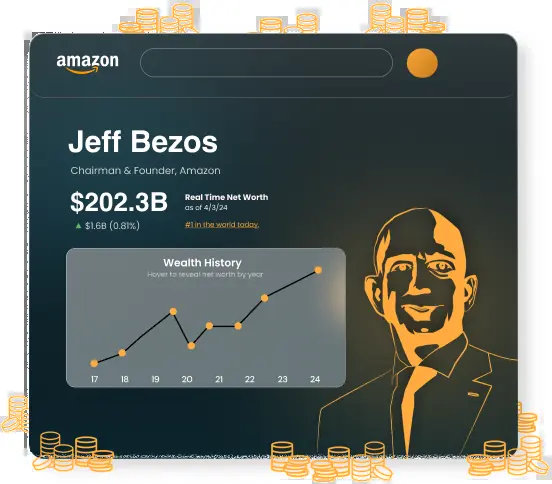 amazon
Jeff Bezos
Chairman & Founder, Amazon
$202.3B
Real Time Net Worth
as of 4/3/24
▲ $1.6B (0.81%)
#1 in the world today.
Wealth History
Hover to reveal net worth by year
17 18 19 20 21 22 23 24